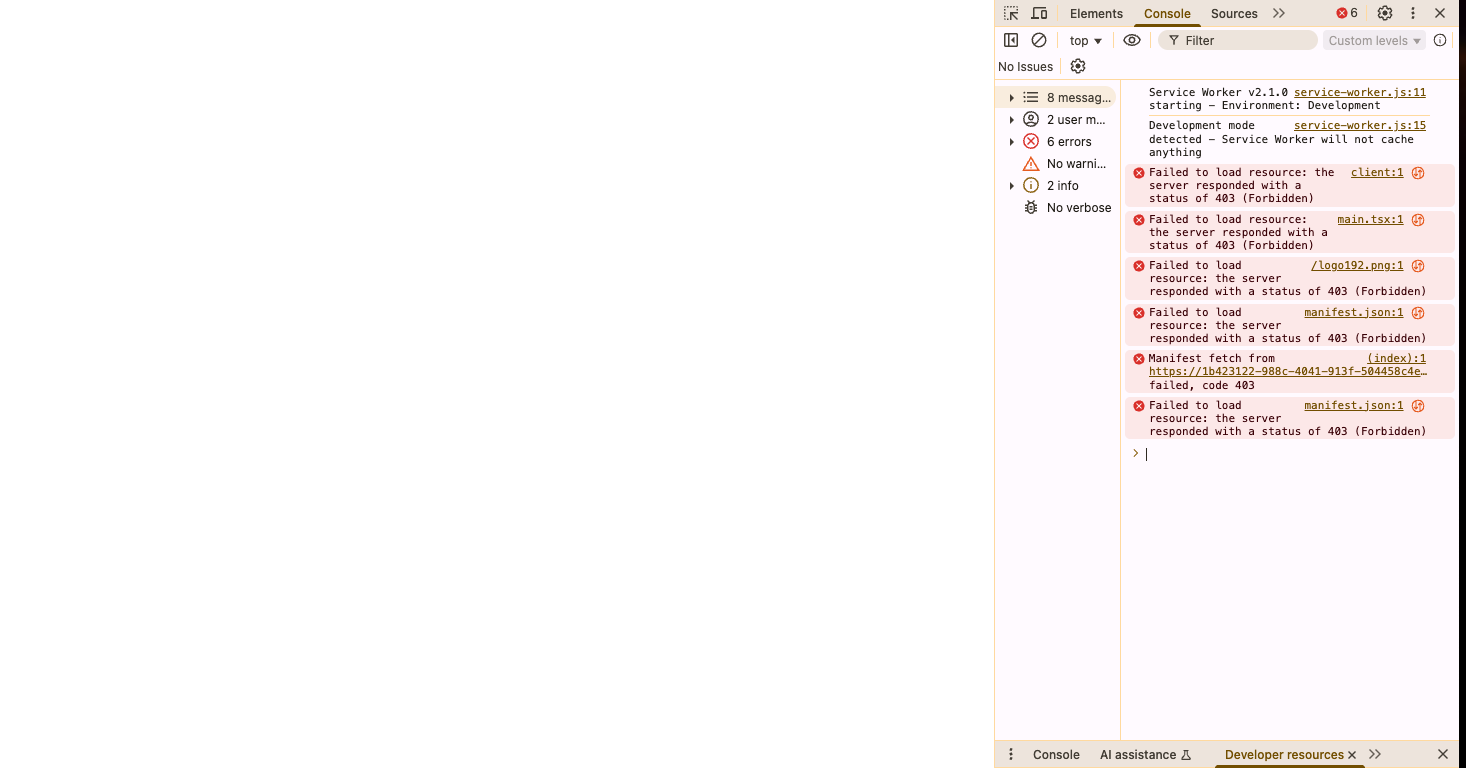 Elements Console Sources 6
top Filter Custom levels
No Issues
8 messag...
2 user m...
6 errors
No warni...
2 info
No verbose
Service Worker v2.1.0 service-worker.js:11
starting – Environment: Development
Development mode service-worker.js:15
detected – Service Worker will not cache
anything
Failed to load resource: the client:1
server responded with a
status of 403 (Forbidden)
Failed to load resource: main.tsx:1
the server responded with a
status of 403 (Forbidden)
Failed to load /logo192.png:1
resource: the server
responded with a status of 403 (Forbidden)
Failed to load manifest.json:1
resource: the server
responded with a status of 403 (Forbidden)
Manifest fetch from (index):1
https://1b423122-988c-4041-913f-504458c4e…
failed, code 403
Failed to load manifest.json:1
resource: the server
responded with a status of 403 (Forbidden)
Console AI assistance Developer resources